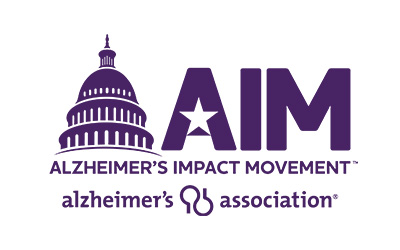 AIM
ALZHEIMER'S IMPACT MOVEMENT™
alzheimer's association®